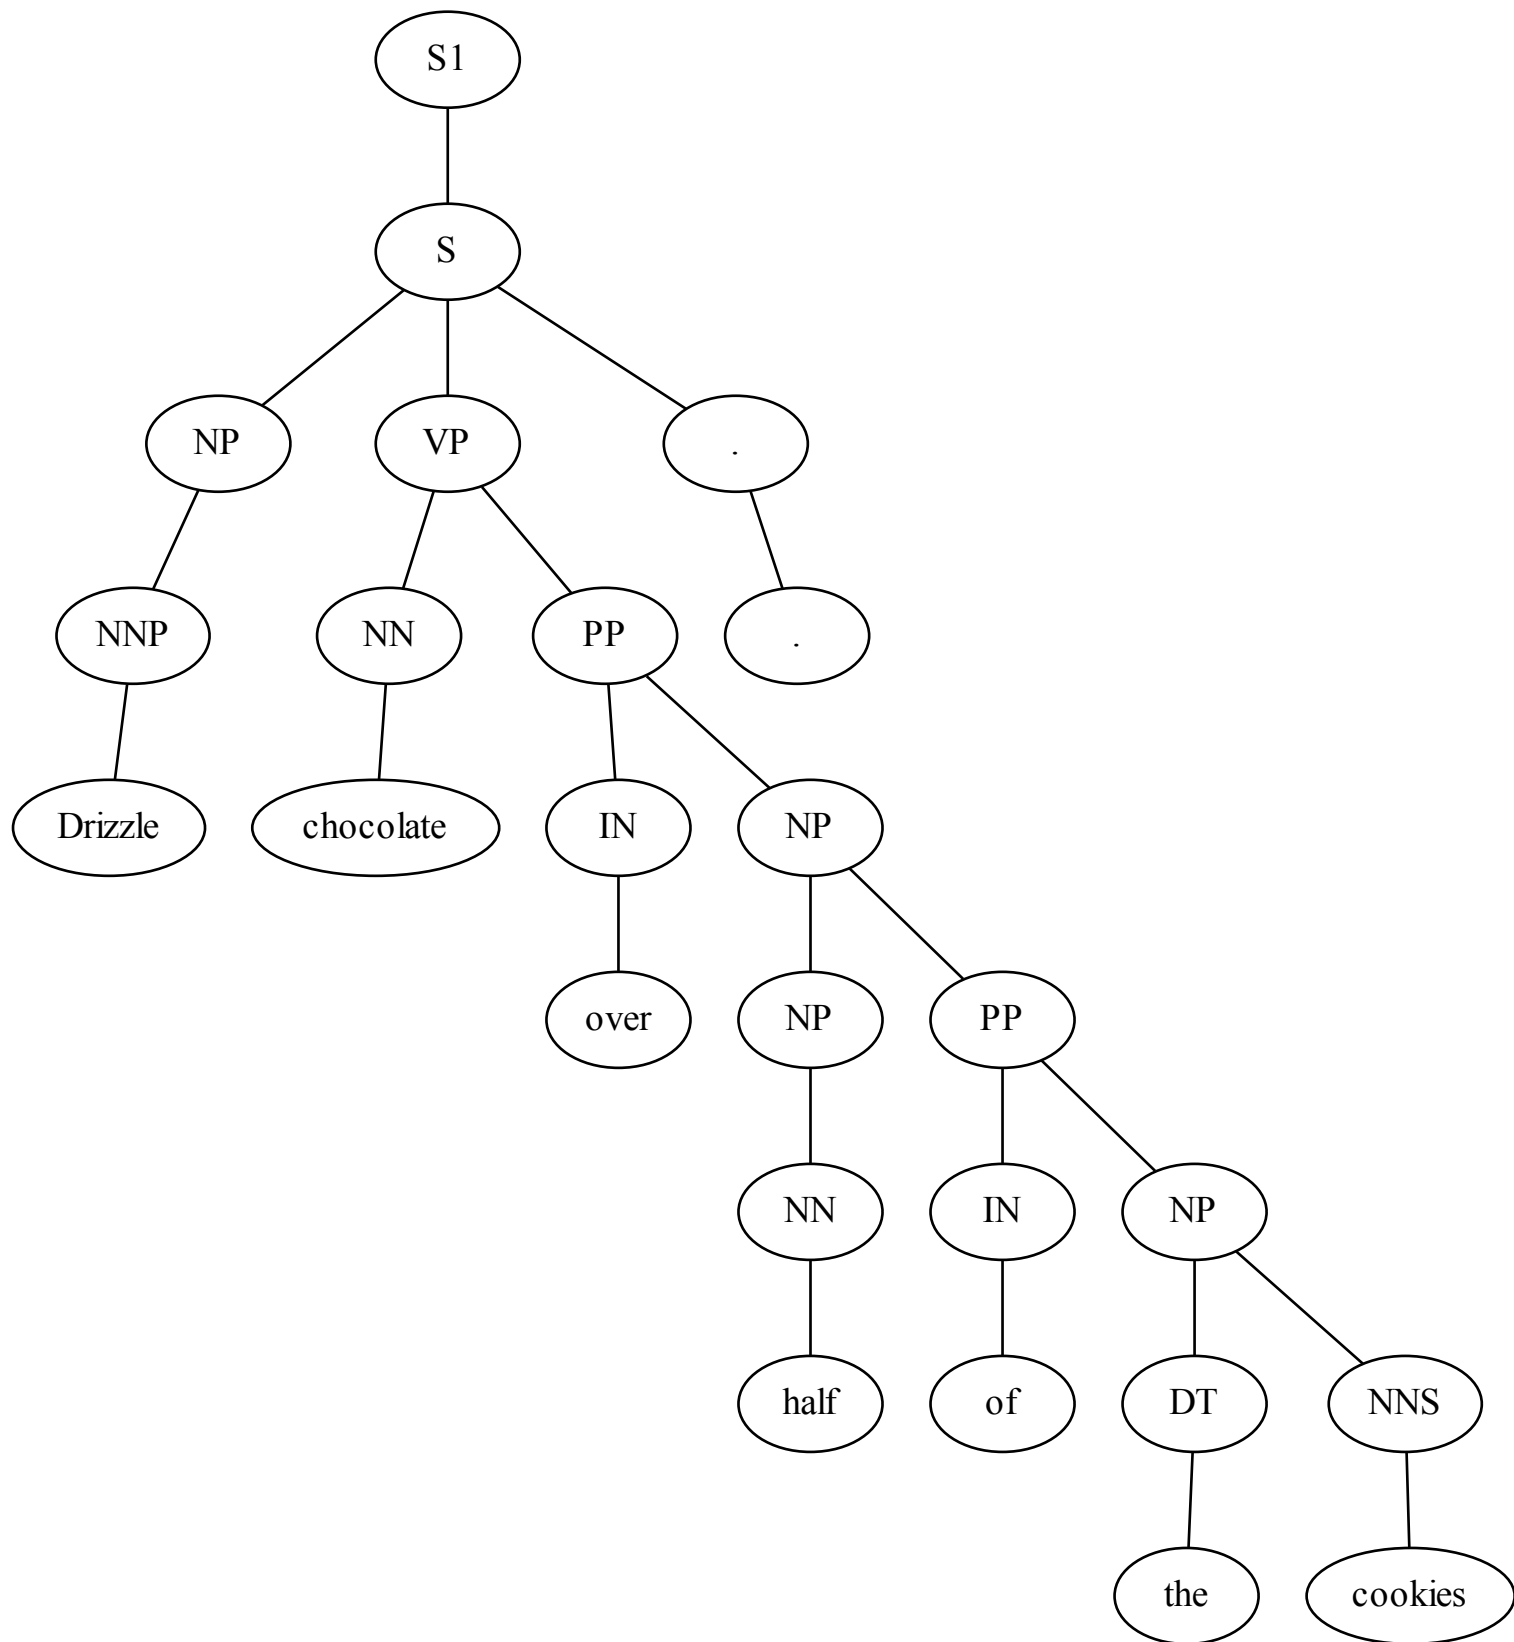 S1
S
NP VP .
NNP NN PP .
Drizzle chocolate IN NP
over NP PP
NN IN NP
half of DT NNS
the cookies